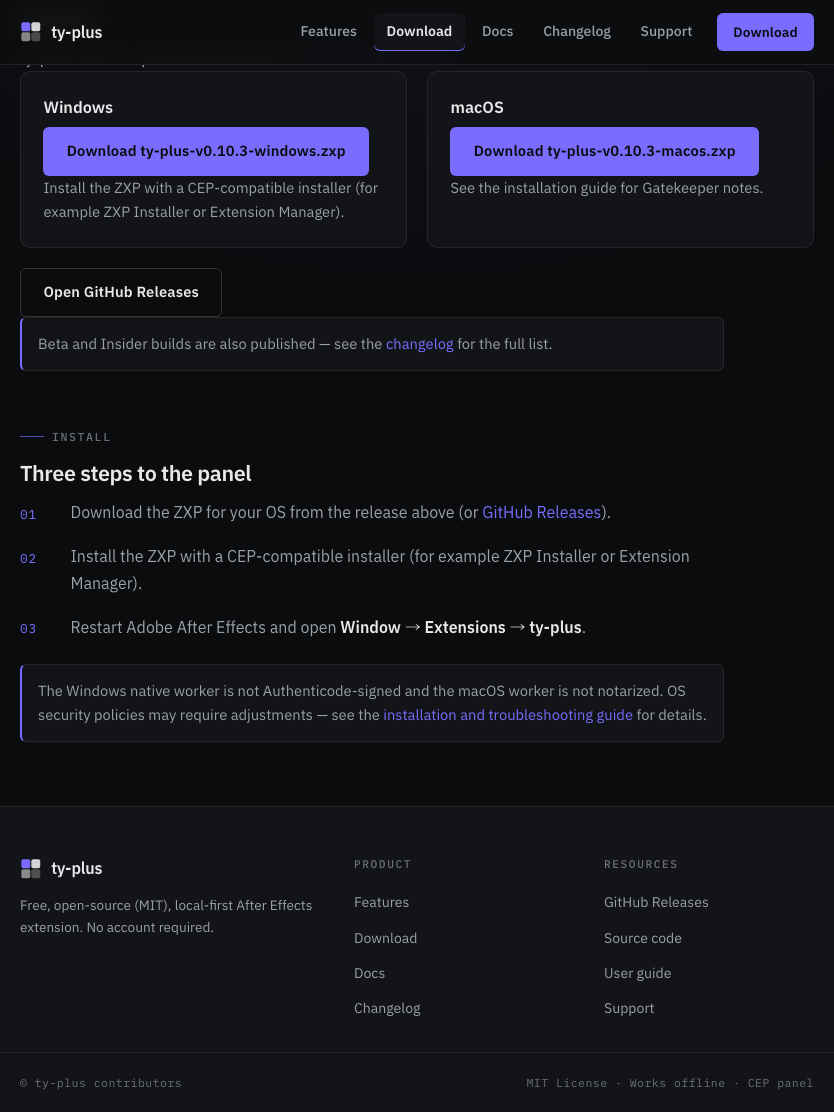 ty-plus
Features
Download
Docs
Changelog
Support
Download
Windows
Download ty-plus-v0.10.3-windows.zxp
Install the ZXP with a CEP-compatible installer (for
example ZXP Installer or Extension Manager).
macOS
Download ty-plus-v0.10.3-macos.zxp
See the installation guide for Gatekeeper notes.
Open GitHub Releases
Beta and Insider builds are also published — see the changelog for the full list.
INSTALL
Three steps to the panel
01 Download the ZXP for your OS from the release above (or GitHub Releases).
02 Install the ZXP with a CEP-compatible installer (for example ZXP Installer or Extension
Manager).
03 Restart Adobe After Effects and open Window → Extensions → ty-plus.
The Windows native worker is not Authenticode-signed and the macOS worker is not notarized. OS
security policies may require adjustments — see the installation and troubleshooting guide for details.
ty-plus
Free, open-source (MIT), local-first After Effects
extension. No account required.
PRODUCT
Features
Download
Docs
Changelog
RESOURCES
GitHub Releases
Source code
User guide
Support
© ty-plus contributors
MIT License · Works offline · CEP panel